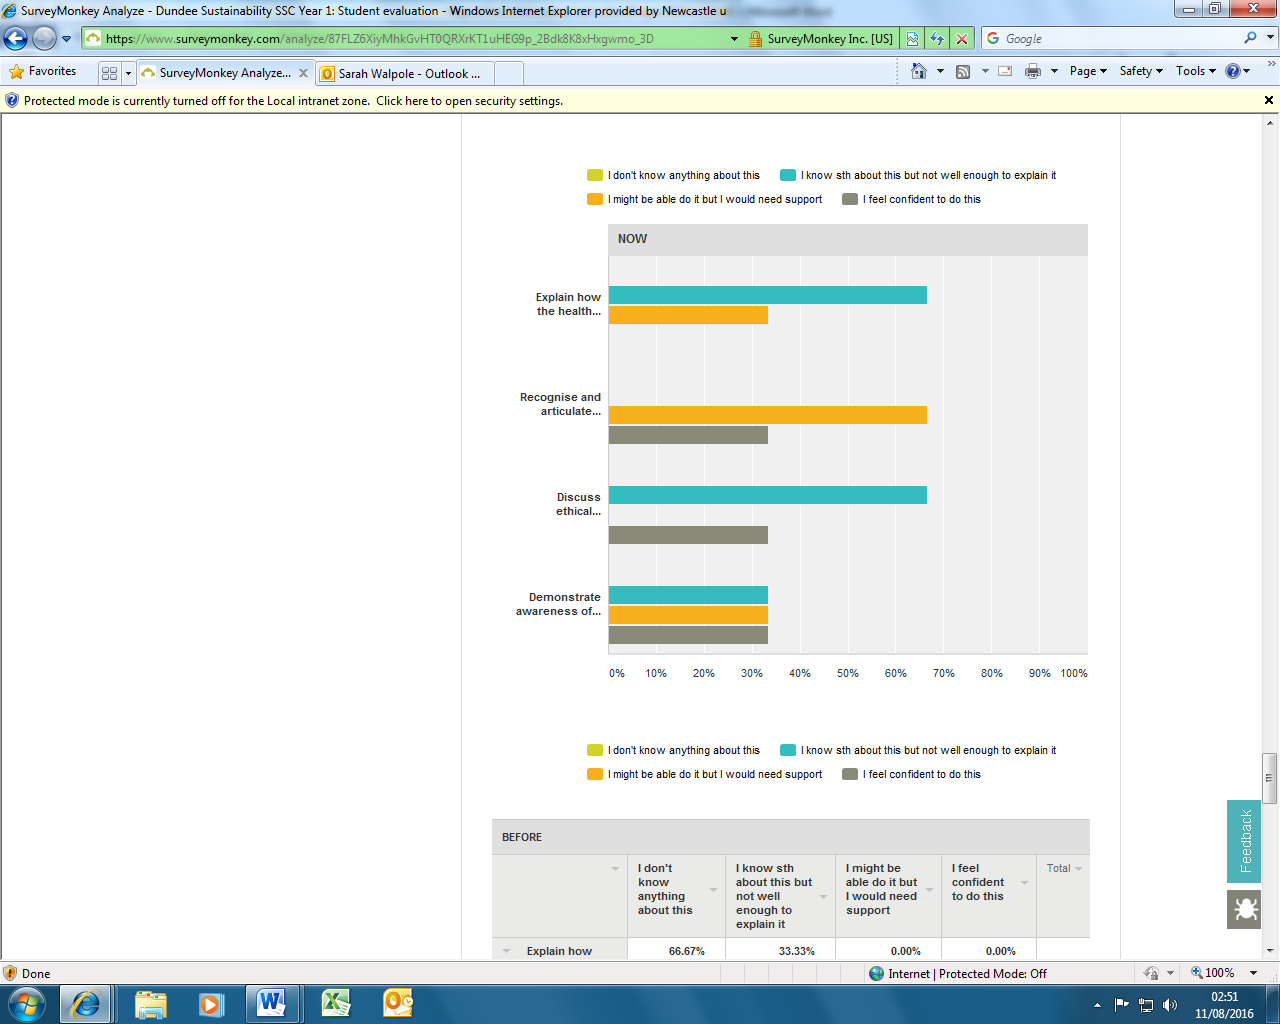 SurveyMonkey Analyze - Dundee Sustainability SSC Year 1: Student evaluation - Windows Internet Explorer provided by Newcastle u
https://www.surveymonkey.com/analyze/87FLZ6XiyMhkGvHT0QRXrKT1uHEG9p_2Bdk8K8xHxgwmo_3D
SurveyMonkey Inc. [US]
Google
Favorites
SurveyMonkey Analyze...
Sarah Walpole - Outlook ...
Page
Safety
Tools
Protected mode is currently turned off for the Local intranet zone. Click here to open security settings.
I don't know anything about this
I know sth about this but not well enough to explain it
I might be able do it but I would need support
I feel confident to do this
NOW
Explain how
the health...
Recognise and
articulate...
Discuss
ethical...
Demonstrate
awareness of...
0% 10% 20% 30% 40% 50% 60% 70% 80% 90% 100%
I don't know anything about this
I know sth about this but not well enough to explain it
I might be able do it but I would need support
I feel confident to do this
Feedback
BEFORE
I don't
know
anything
about this
I know sth
about this but
not well
enough to
explain it
I might be
able do it but
I would need
support
I feel
confident
to do this
Total
Explain how 66.67% 33.33% 0.00% 0.00%
Done
Internet | Protected Mode: Off
100%
02:51
11/08/2016